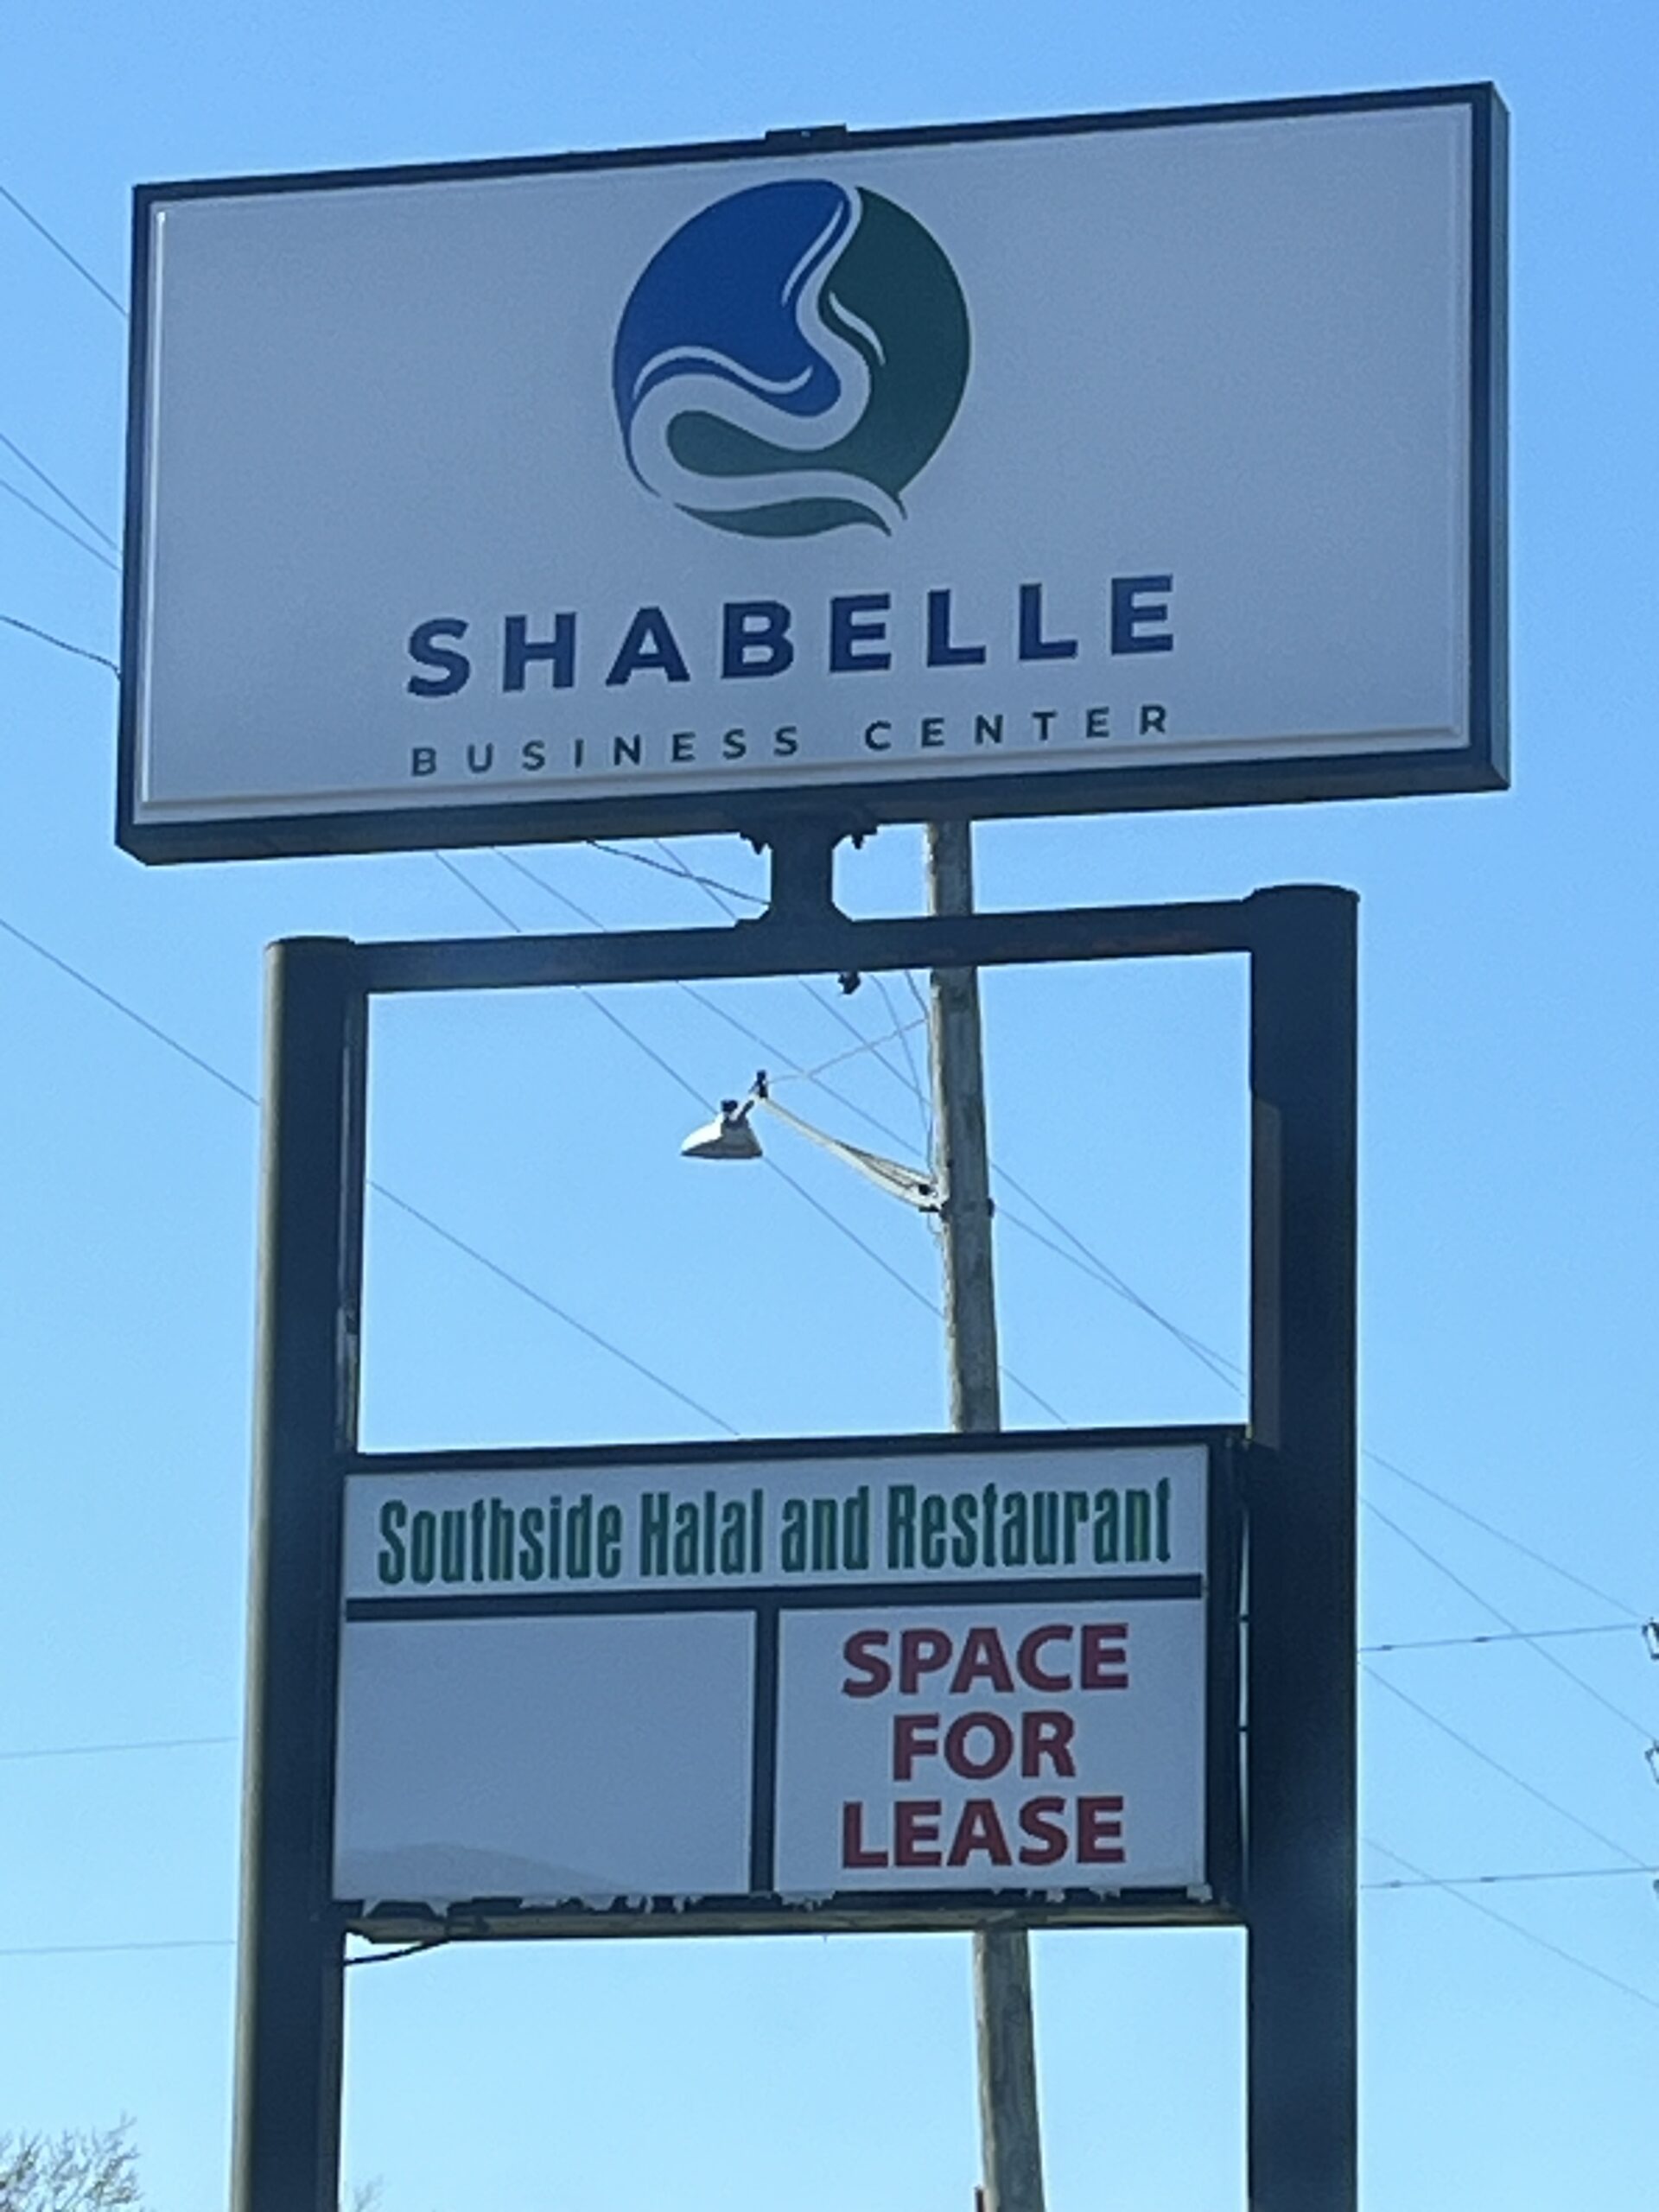 SHABELLE
BUSINESS CENTER
Southside Halal and Restaurant
SPACE
FOR
LEASE